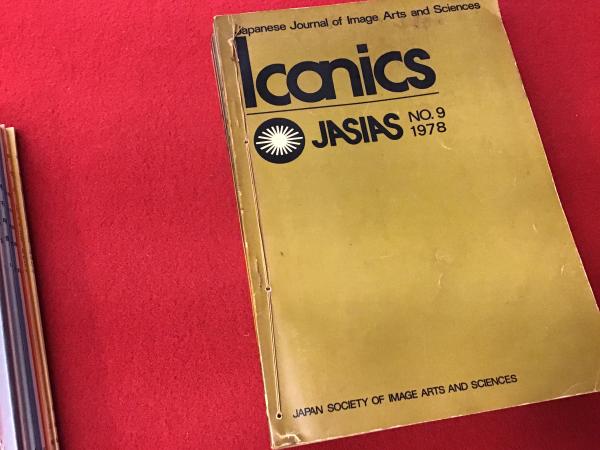 Japanese Journal of Image Arts and Sciences
Iconics
JASIAS NO.9
1978
JAPAN SOCIETY OF IMAGE ARTS AND SCIENCES